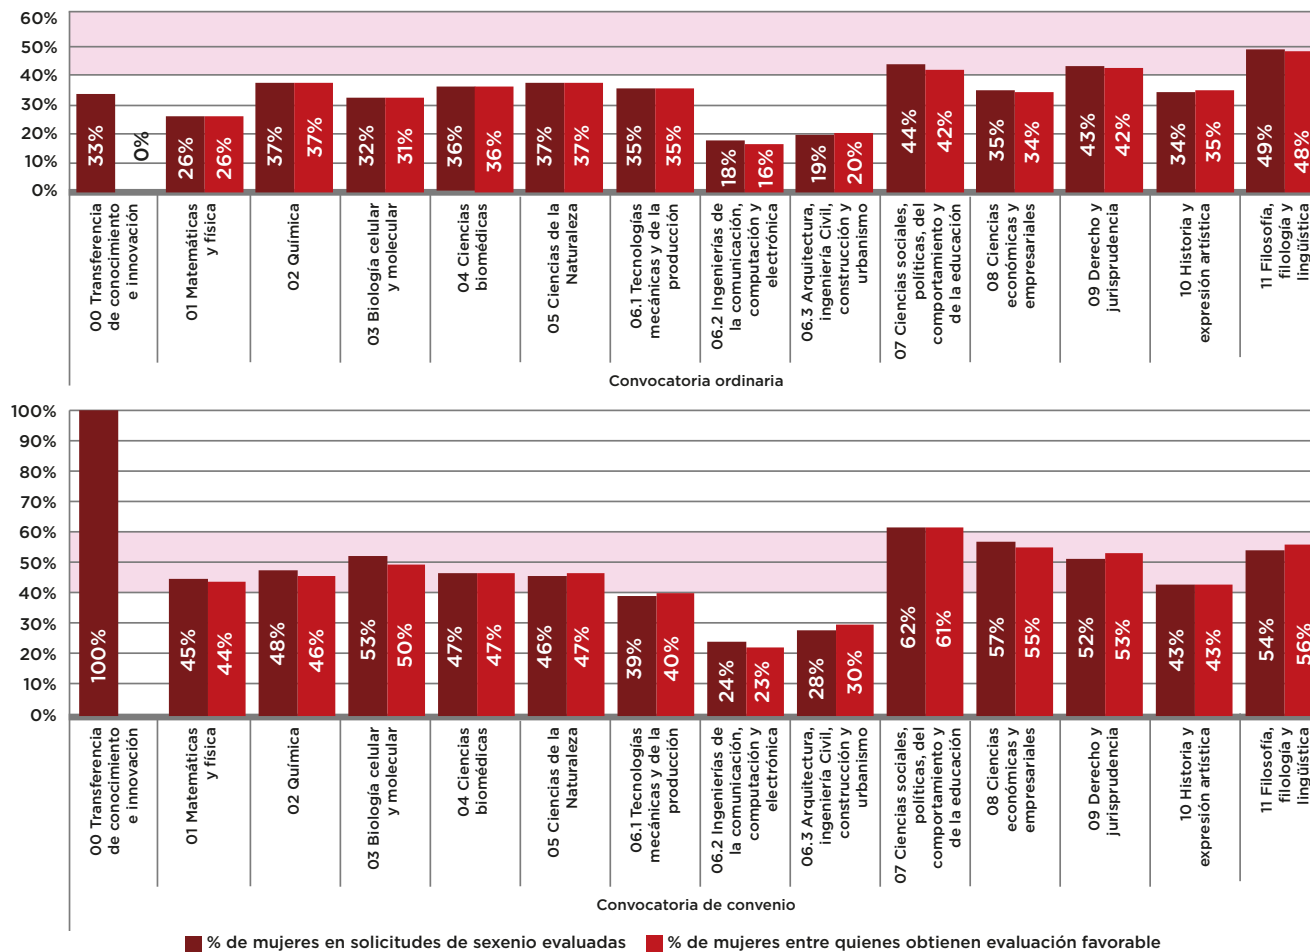 60%
50%
40%
30%
20%
10%
0%
33%
0%
26%
26%
37%
37%
32%
31%
36%
36%
37%
37%
35%
35%
18%
16%
19%
20%
44%
42%
35%
34%
43%
42%
34%
35%
49%
48%
00 Transferencia
de conocimiento
e innovación
01 Matemáticas
y física
02 Química
03 Biología celular
y molecular
04 Ciencias
biomédicas
05 Ciencias de la
Naturaleza
06.1 Tecnologías
mecánicas y de la
producción
06.2 Ingenierías de
la comunicación,
computación y
electrónica
06.3 Arquitectura,
ingeniería Civil,
construcción y
urbanismo
07 Ciencias sociales,
políticas, del
comportamiento y
de la educación
08 Ciencias
económicas y
empresariales
09 Derecho y
jurisprudencia
10 Historia y
expresión artística
11 Filosofía,
filología y
lingüística
Convocatoria ordinaria
100%
90%
80%
70%
60%
50%
40%
30%
20%
10%
0%
100%
45%
44%
48%
46%
53%
50%
47%
47%
46%
47%
39%
40%
24%
23%
28%
30%
62%
61%
57%
55%
52%
53%
43%
43%
54%
56%
00 Transferencia
de conocimiento
e innovación
01 Matemáticas
y física
02 Química
03 Biología celular
y molecular
04 Ciencias
biomédicas
05 Ciencias de la
Naturaleza
06.1 Tecnologías
mecánicas y de la
producción
06.2 Ingenierías de
la comunicación,
computación y
electrónica
06.3 Arquitectura,
ingeniería Civil,
construcción y
urbanismo
07 Ciencias sociales,
políticas, del
comportamiento y
de la educación
08 Ciencias
económicas y
empresariales
09 Derecho y
jurisprudencia
10 Historia y
expresión artística
11 Filosofía,
filología y
lingüística
Convocatoria de convenio
% de mujeres en solicitudes de sexenio evaluadas
% de mujeres entre quienes obtienen evaluación favorable